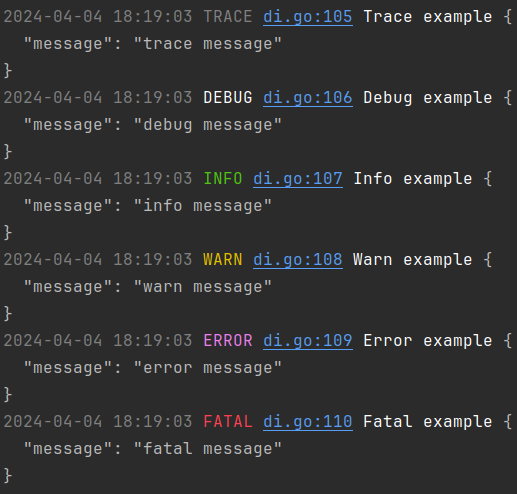 2024-04-04 18:19:03 TRACE di.go:105 Trace example {
  "message": "trace message"
}
2024-04-04 18:19:03 DEBUG di.go:106 Debug example {
  "message": "debug message"
}
2024-04-04 18:19:03 INFO di.go:107 Info example {
  "message": "info message"
}
2024-04-04 18:19:03 WARN di.go:108 Warn example {
  "message": "warn message"
}
2024-04-04 18:19:03 ERROR di.go:109 Error example {
  "message": "error message"
}
2024-04-04 18:19:03 FATAL di.go:110 Fatal example {
  "message": "fatal message"
}